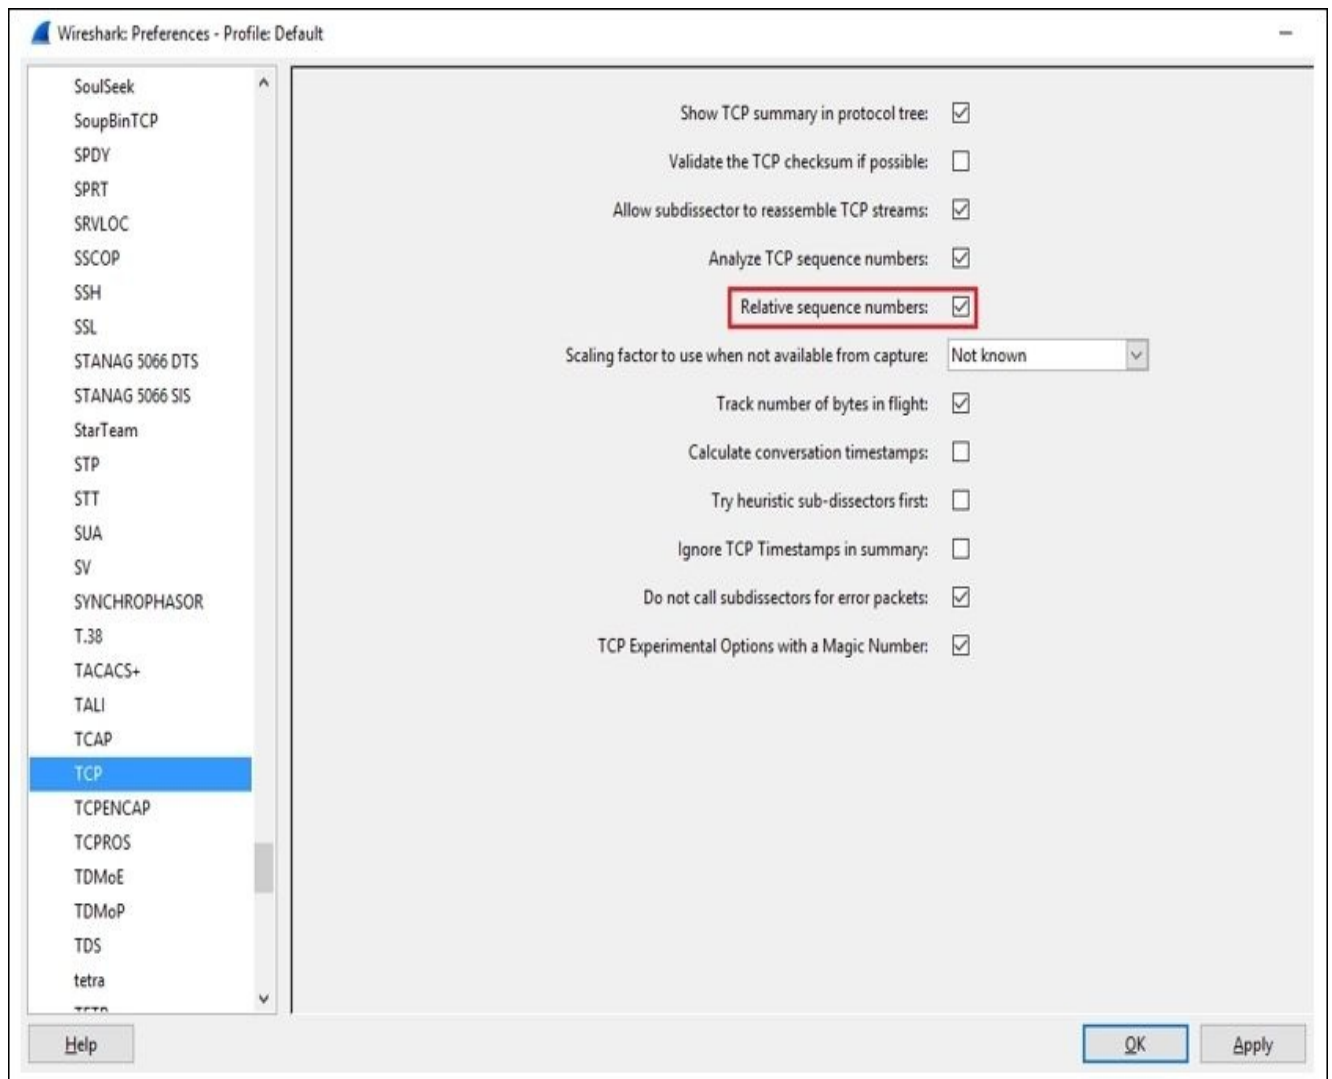 Wireshark: Preferences - Profile: Default
SoulSeek
SoupBinTCP
SPDY
SPRT
SRVLOC
SSCOP
SSH
SSL
STANAG 5066 DTS
STANAG 5066 SIS
StarTeam
STP
STT
SUA
SV
SYNCHROPHASOR
T.38
TACACS+
TALI
TCAP
TCP
TCPENCAP
TCPROS
TDMoE
TDMoP
TDS
tetra
Show TCP summary in protocol tree:
Validate the TCP checksum if possible:
Allow subdissector to reassemble TCP streams:
Analyze TCP sequence numbers:
Relative sequence numbers:
Scaling factor to use when not available from capture: Not known
Track number of bytes in flight:
Calculate conversation timestamps:
Try heuristic sub-dissectors first:
Ignore TCP Timestamps in summary:
Do not call subdissectors for error packets:
TCP Experimental Options with a Magic Number:
Help OK Apply